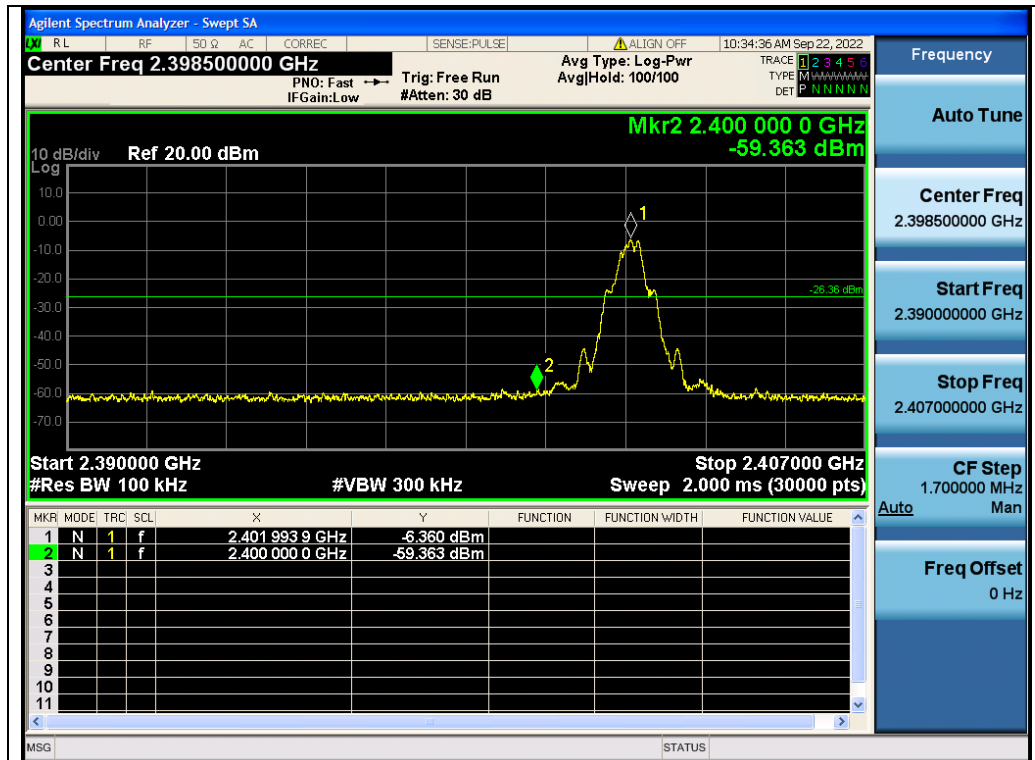 Agilent Spectrum Analyzer - Swept SA
LXI RL RF 50 Ω AC CORREC SENSE:PULSE ALIGN OFF 10:34:36 AM Sep 22, 2022
Center Freq 2.398500000 GHz
PNO: Fast
IFGain:Low
Trig: Free Run
#Atten: 30 dB
Avg Type: Log-Pwr
Avg|Hold: 100/100
TRACE 1 2 3 4 5 6
TYPE M
DET P N N N N N
Mkr2 2.400 000 0 GHz
-59.363 dBm
10 dB/div Ref 20.00 dBm
Log
10.0
0.00
-10.0
-20.0
-30.0
-40.0
-50.0
-60.0
-70.0
1
-26.36 dBm
2
Start 2.390000 GHz Stop 2.407000 GHz
#Res BW 100 kHz #VBW 300 kHz Sweep 2.000 ms (30000 pts)
MKR MODE TRC SCL X Y FUNCTION FUNCTION WIDTH FUNCTION VALUE
1 N 1 f 2.401 993 9 GHz -6.360 dBm
2 N 1 f 2.400 000 0 GHz -59.363 dBm
3
4
5
6
7
8
9
10
11
MSG STATUS
Frequency
Auto Tune
Center Freq
2.398500000 GHz
Start Freq
2.390000000 GHz
Stop Freq
2.407000000 GHz
CF Step
1.700000 MHz
Auto Man
Freq Offset
0 Hz